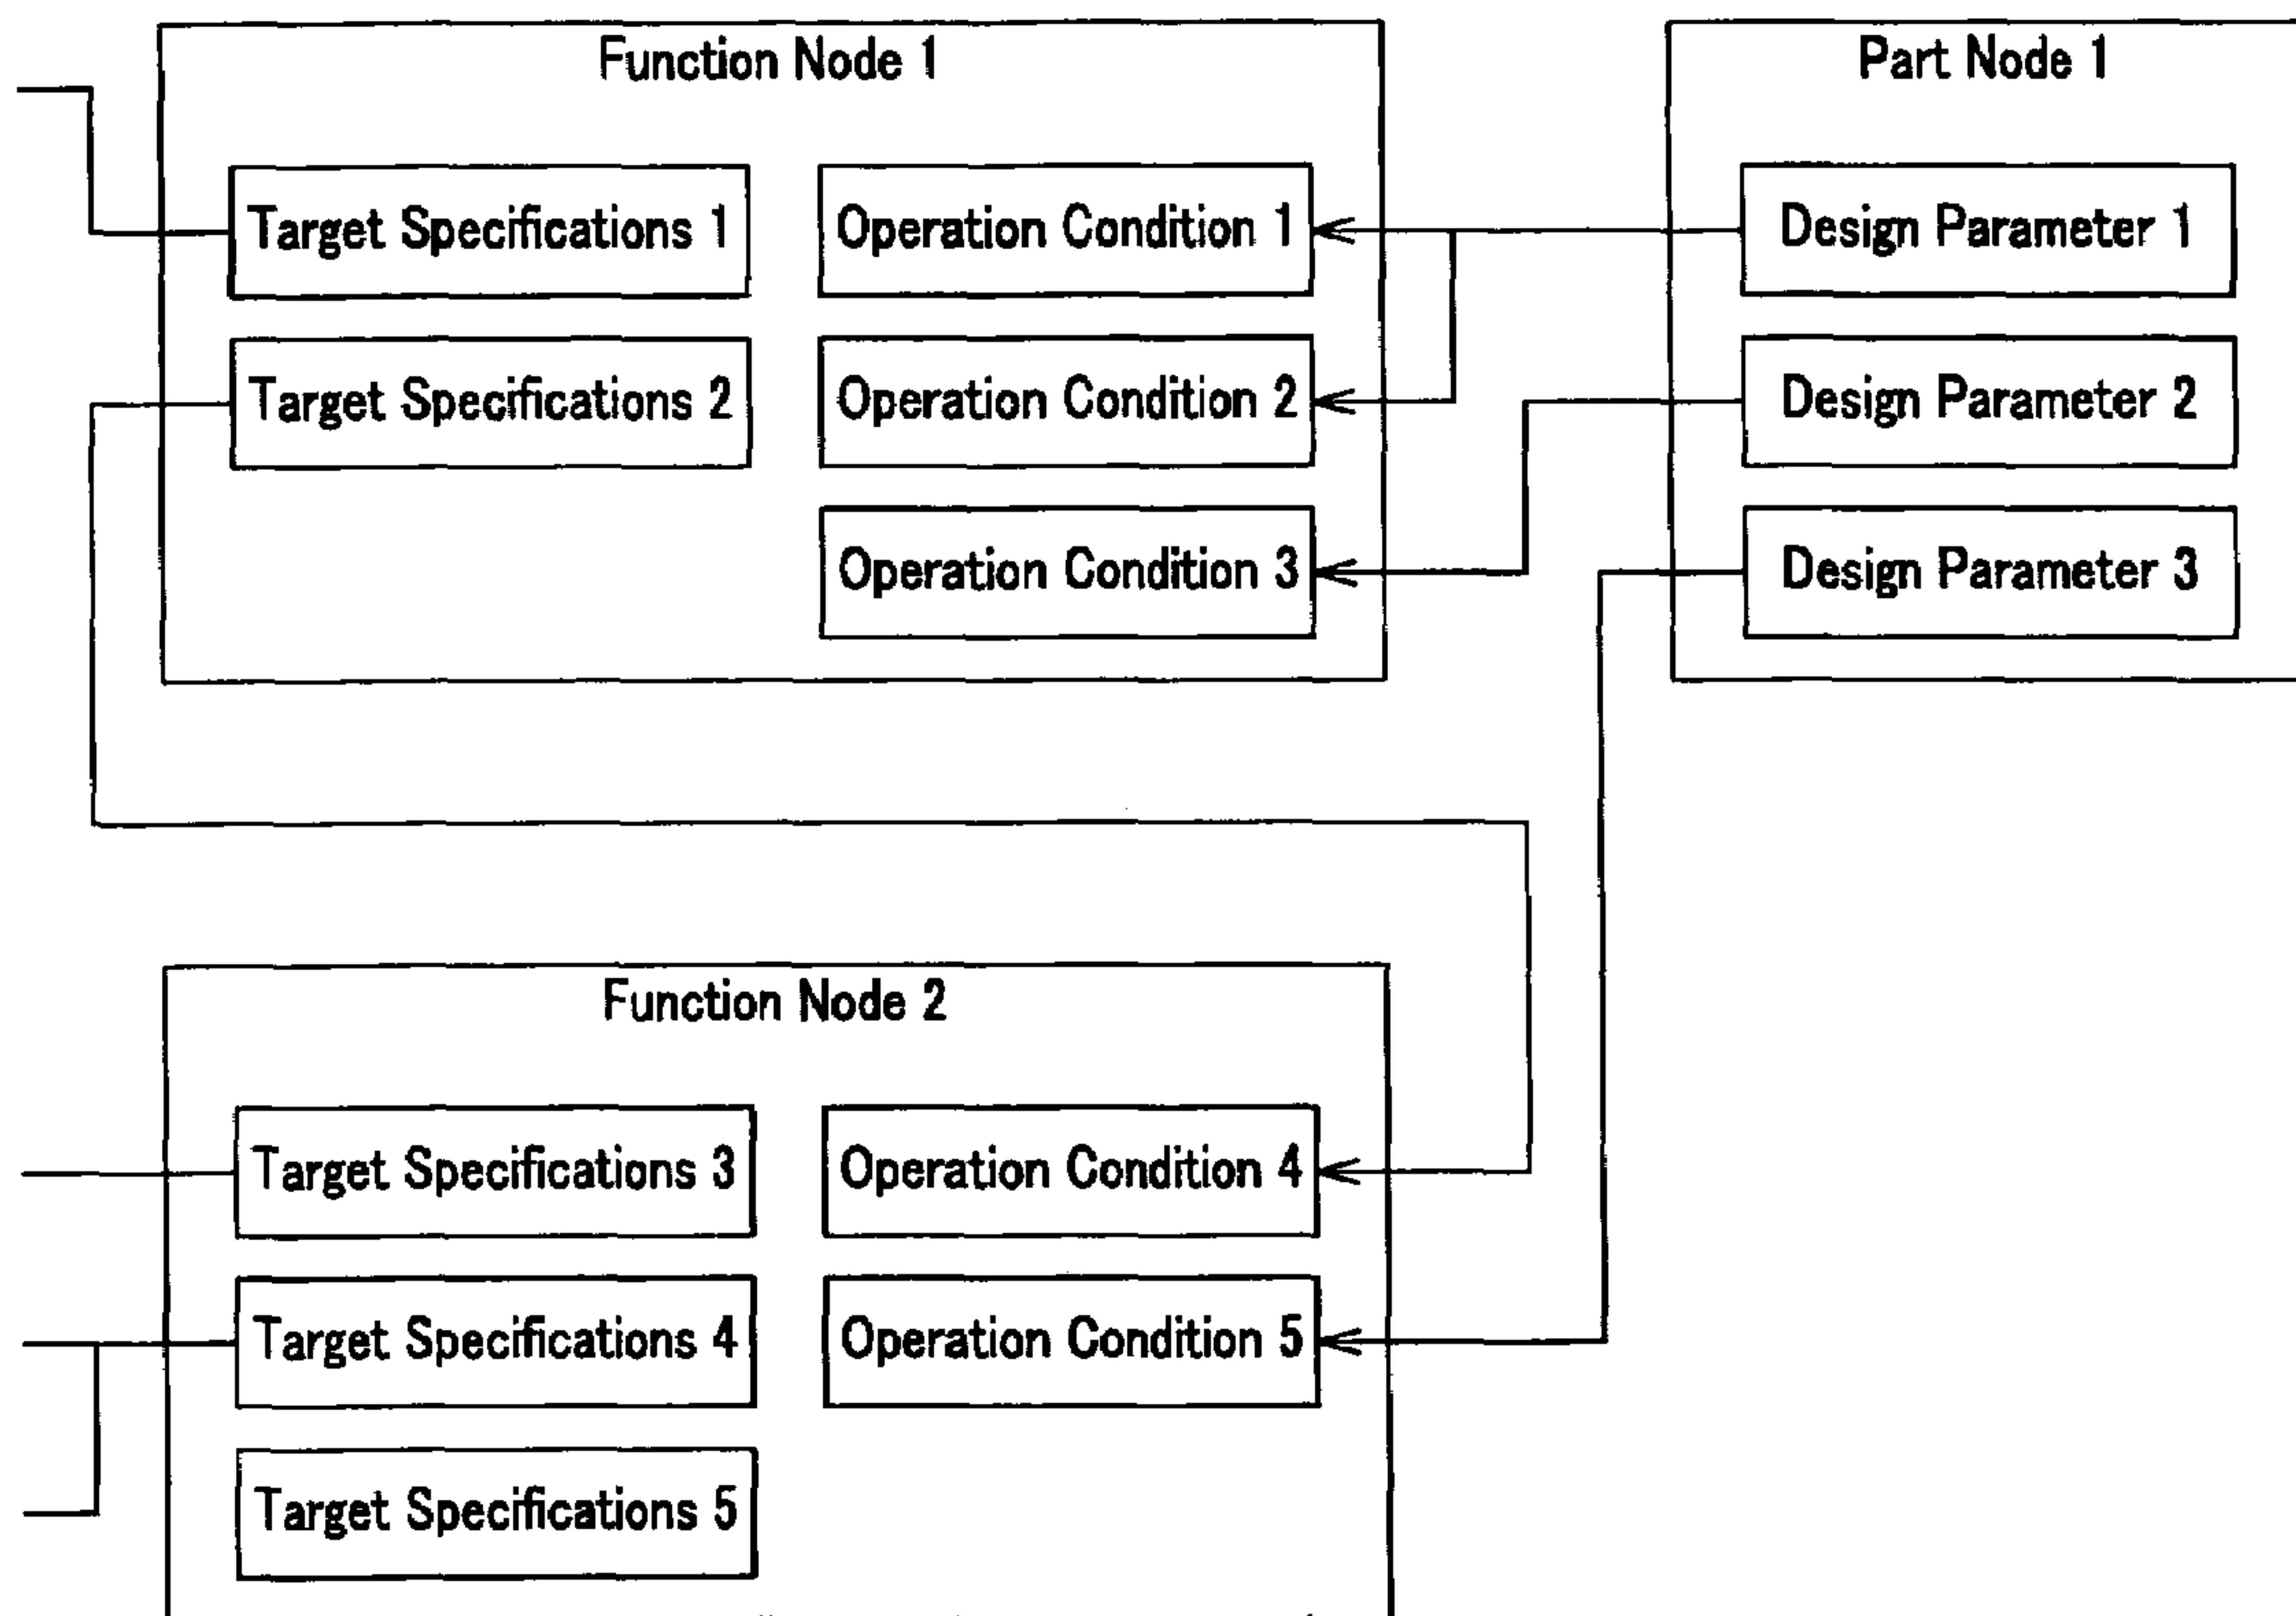 Function Node 1
Target Specifications 1
Operation Condition 1
Target Specifications 2
Operation Condition 2
Operation Condition 3
Part Node 1
Design Parameter 1
Design Parameter 2
Design Parameter 3
Function Node 2
Target Specifications 3
Operation Condition 4
Target Specifications 4
Operation Condition 5
Target Specifications 5